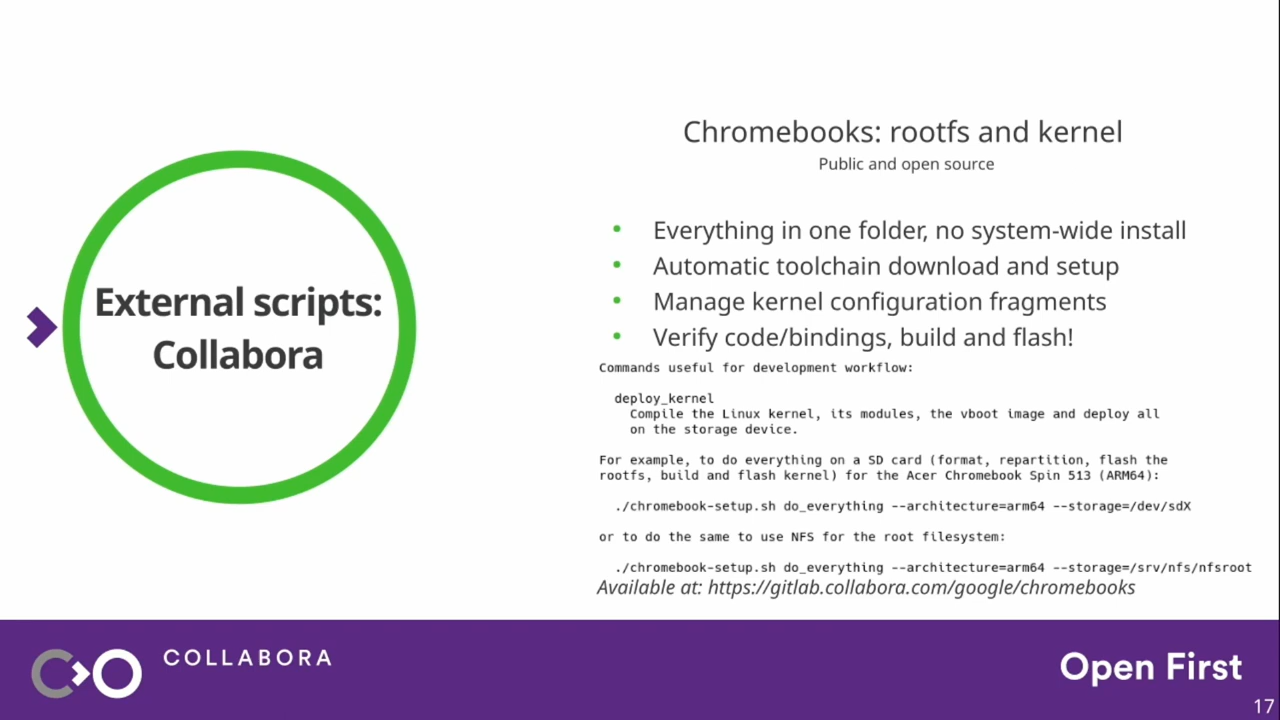 External scripts:
Collabora
Chromebooks: rootfs and kernel
Public and open source
• Everything in one folder, no system-wide install
• Automatic toolchain download and setup
• Manage kernel configuration fragments
• Verify code/bindings, build and flash!
Commands useful for development workflow:
deploy_kernel
Compile the Linux kernel, its modules, the vboot image and deploy all
on the storage device.
For example, to do everything on a SD card (format, repartition, flash the
rootfs, build and flash kernel) for the Acer Chromebook Spin 513 (ARM64):
./chromebook-setup.sh do_everything --architecture=arm64 --storage=/dev/sdX
or to do the same to use NFS for the root filesystem:
./chromebook-setup.sh do_everything --architecture=arm64 --storage=/srv/nfs/nfsroot
Available at: https://gitlab.collabora.com/google/chromebooks
COLLABORA
Open First
17